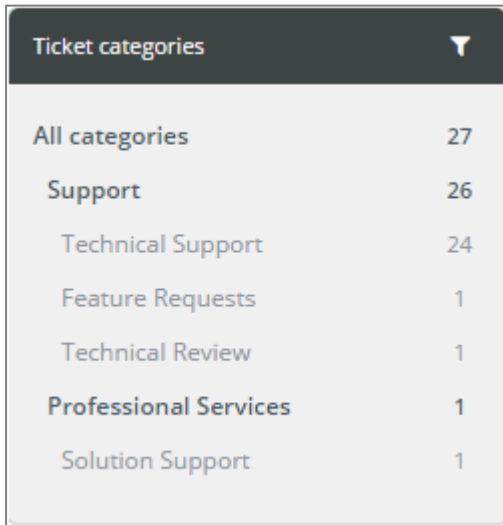 Ticket categories
All categories 27
Support 26
Technical Support 24
Feature Requests 1
Technical Review 1
Professional Services 1
Solution Support 1